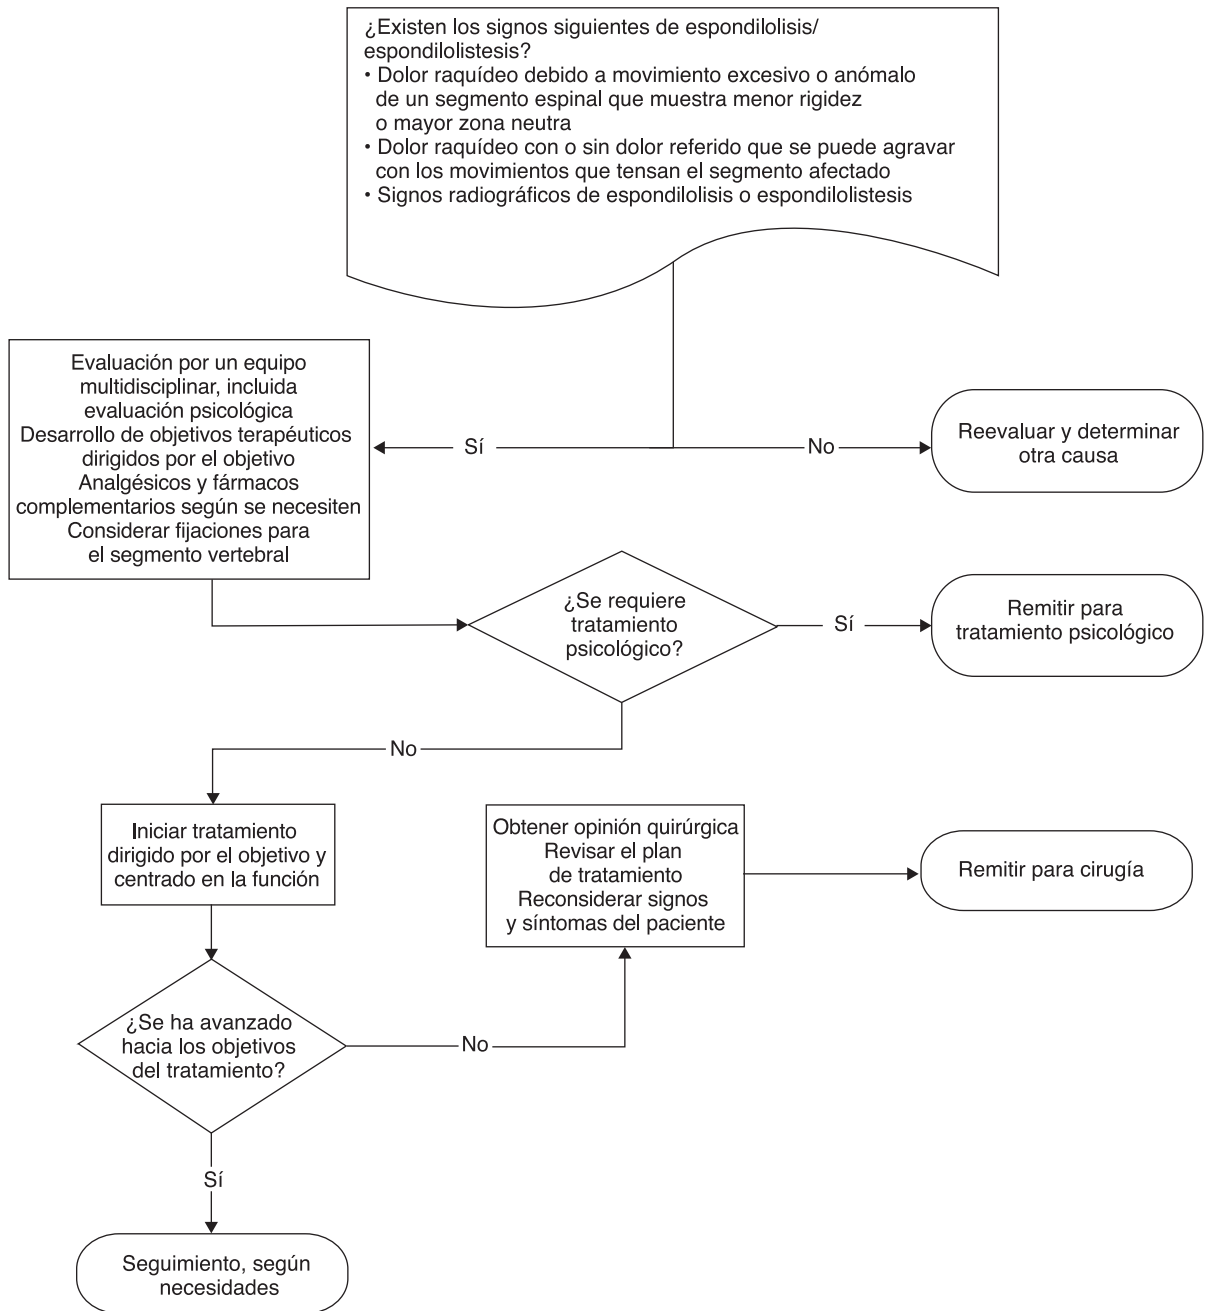 ¿Existen los signos siguientes de espondilolisis/
espondilolistesis?
• Dolor raquídeo debido a movimiento excesivo o anómalo
de un segmento espinal que muestra menor rigidez
o mayor zona neutra
• Dolor raquídeo con o sin dolor referido que se puede agravar
con los movimientos que tensan el segmento afectado
• Signos radiográficos de espondilolisis o espondilolistesis
Evaluación por un equipo
multidisciplinar, incluida
evaluación psicológica
Desarrollo de objetivos terapéuticos
dirigidos por el objetivo
Analgésicos y fármacos
complementarios según se necesiten
Considerar fijaciones para
el segmento vertebral
Sí
No
Reevaluar y determinar
otra causa
¿Se requiere
tratamiento
psicológico?
Sí
Remitir para
tratamiento psicológico
No
Iniciar tratamiento
dirigido por el objetivo y
centrado en la función
Obtener opinión quirúrgica
Revisar el plan
de tratamiento
Reconsiderar signos
y síntomas del paciente
Remitir para cirugía
¿Se ha avanzado
hacia los objetivos
del tratamiento?
No
Sí
Seguimiento, según
necesidades